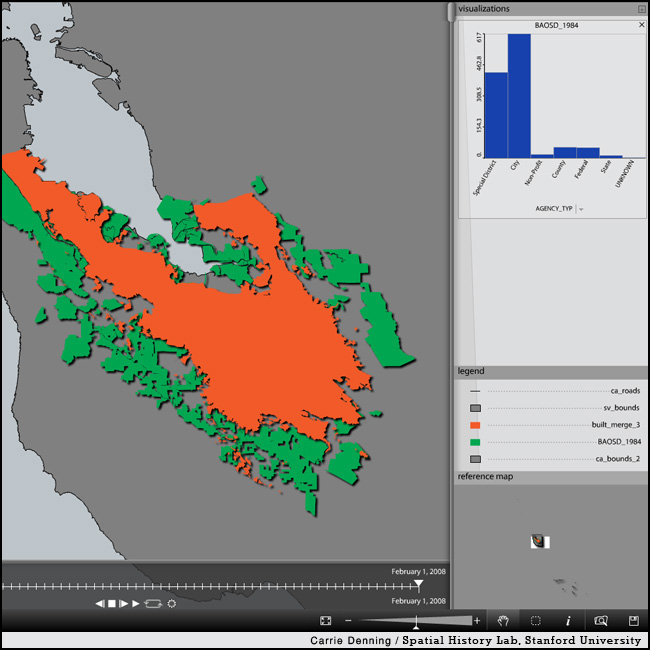 visualizations
BAOSD_1984
617
462.8
308.5
154.3
0.
Special District
City
Non-Profit
County
Federal
State
UNKNOWN
AGENCY_TYP
legend
ca_roads
sv_bounds
built_merge_3
BAOSD_1984
ca_bounds_2
reference map
February 1, 2008
February 1, 2008
Carrie Denning / Spatial History Lab, Stanford University